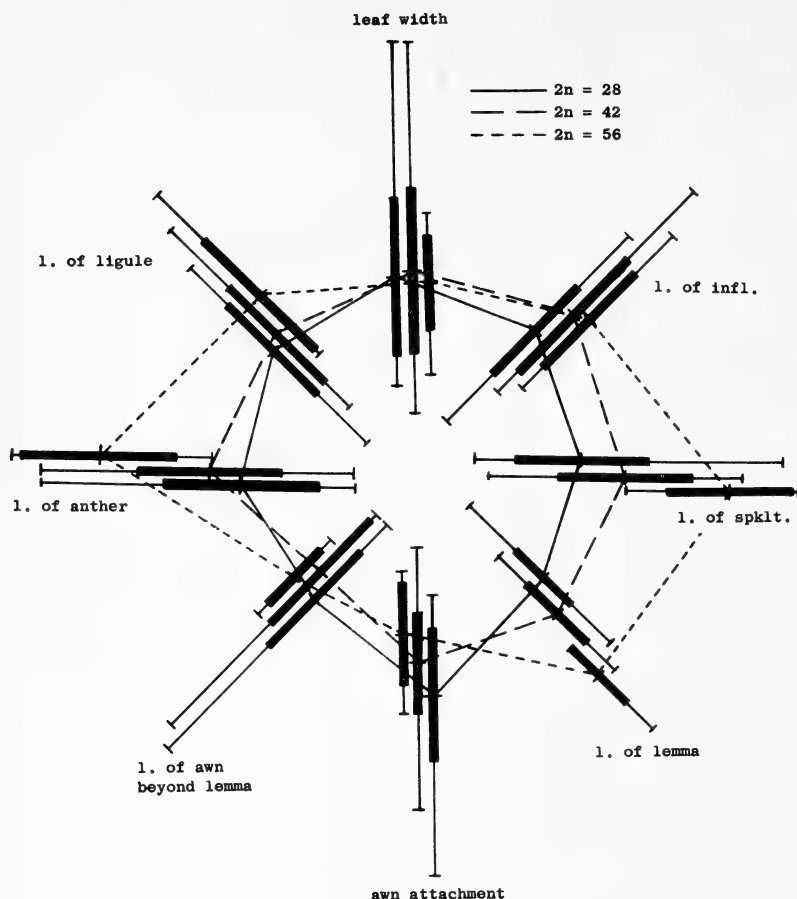 leaf width
2n = 28
2n = 42
2n = 56
l. of ligule
l. of infl.
l. of anther
l. of spklt.
l. of awn
beyond lemma
l. of lemma
awn attachment